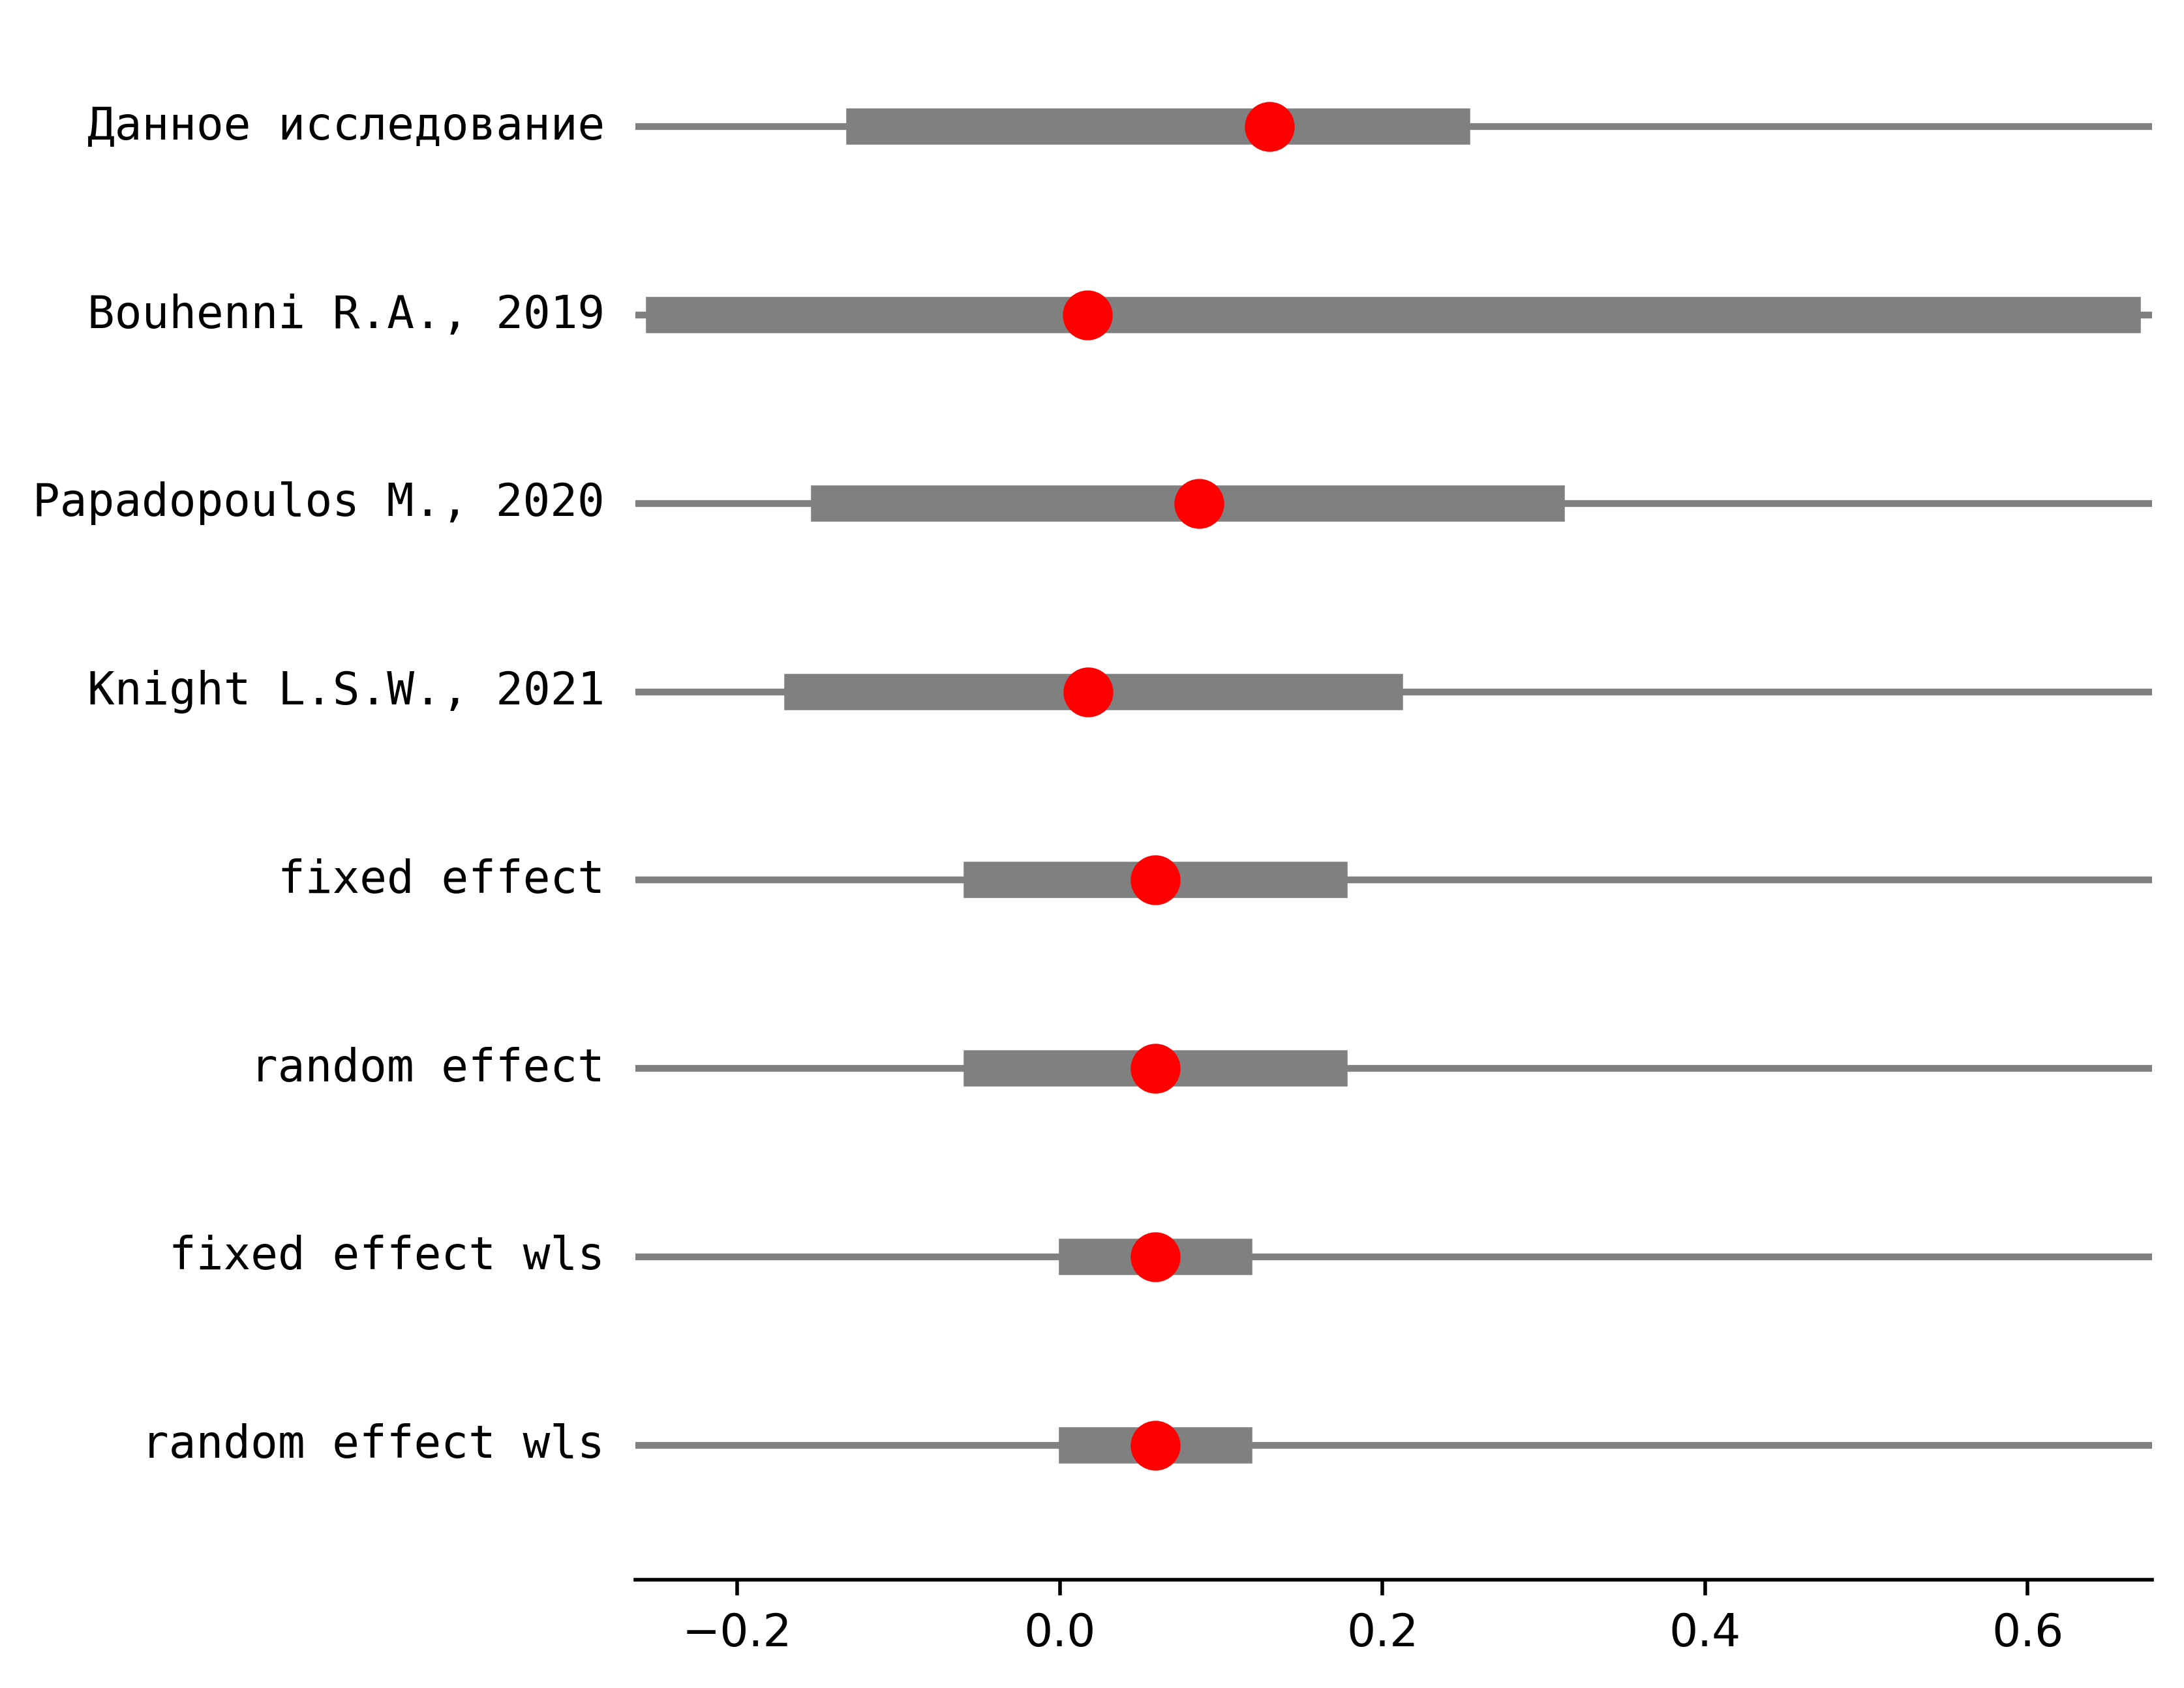 Данное исследование
Bouhenni R.A., 2019
Papadopoulos M., 2020
Knight L.S.W., 2021
fixed effect
random effect
fixed effect wls
random effect wls
−0.2 0.0 0.2 0.4 0.6